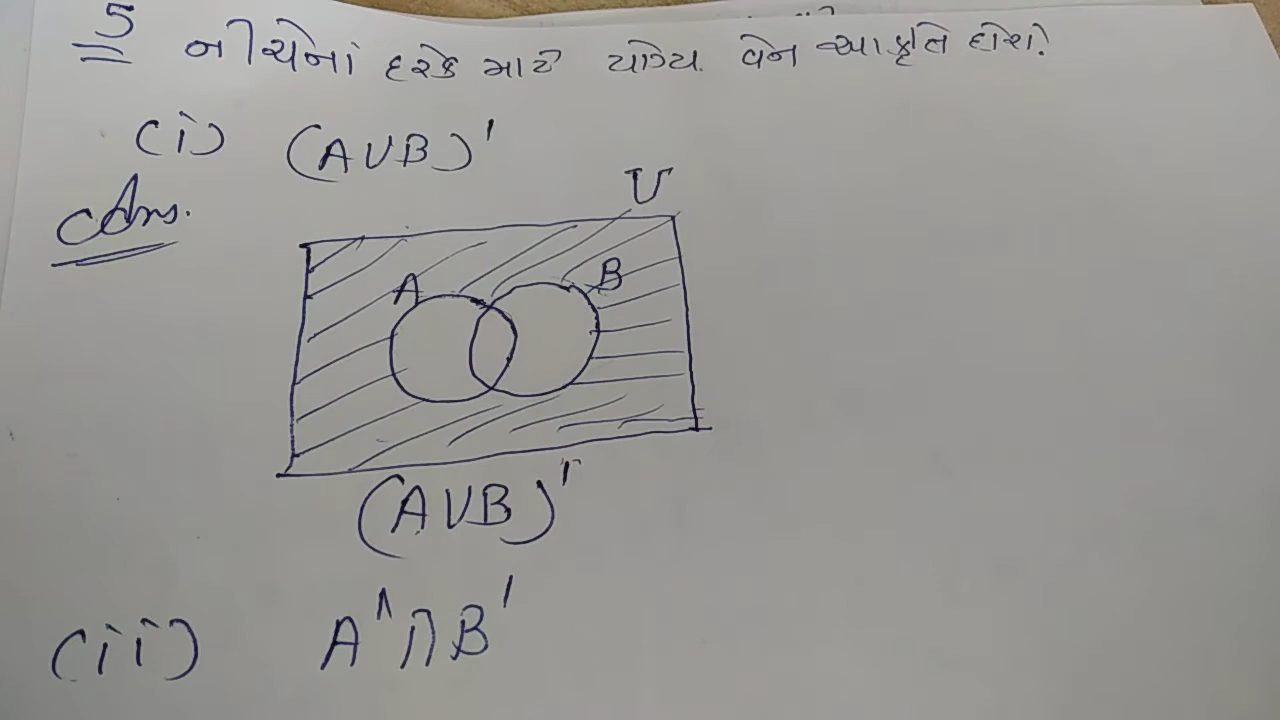 5 નીચેનાં દરેક માટે યોગ્ય વેન આકૃતિ દોરો.
(i) (A∪B)'
Ans.
U
A B
(A∪B)'
(ii) A'∩B'